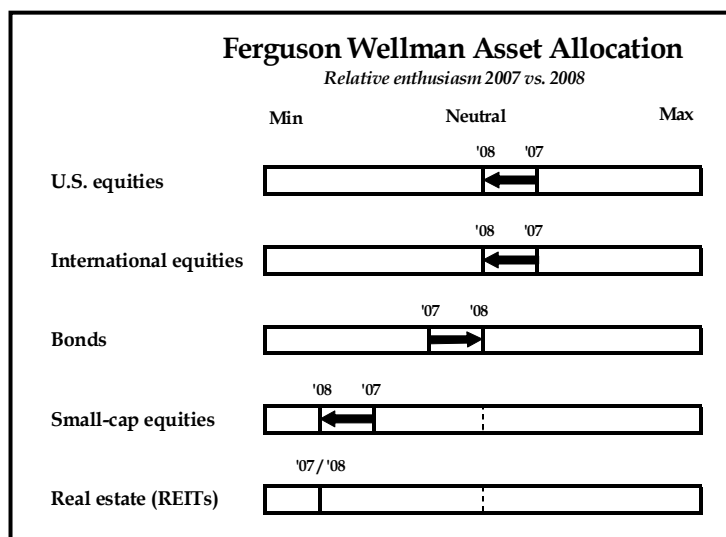 Ferguson Wellman Asset Allocation
Relative enthusiasm 2007 vs. 2008
Min Neutral Max
'08 '07
U.S. equities
'08 '07
International equities
'07 '08
Bonds
'08 '07
Small-cap equities
'07 / '08
Real estate (REITs)